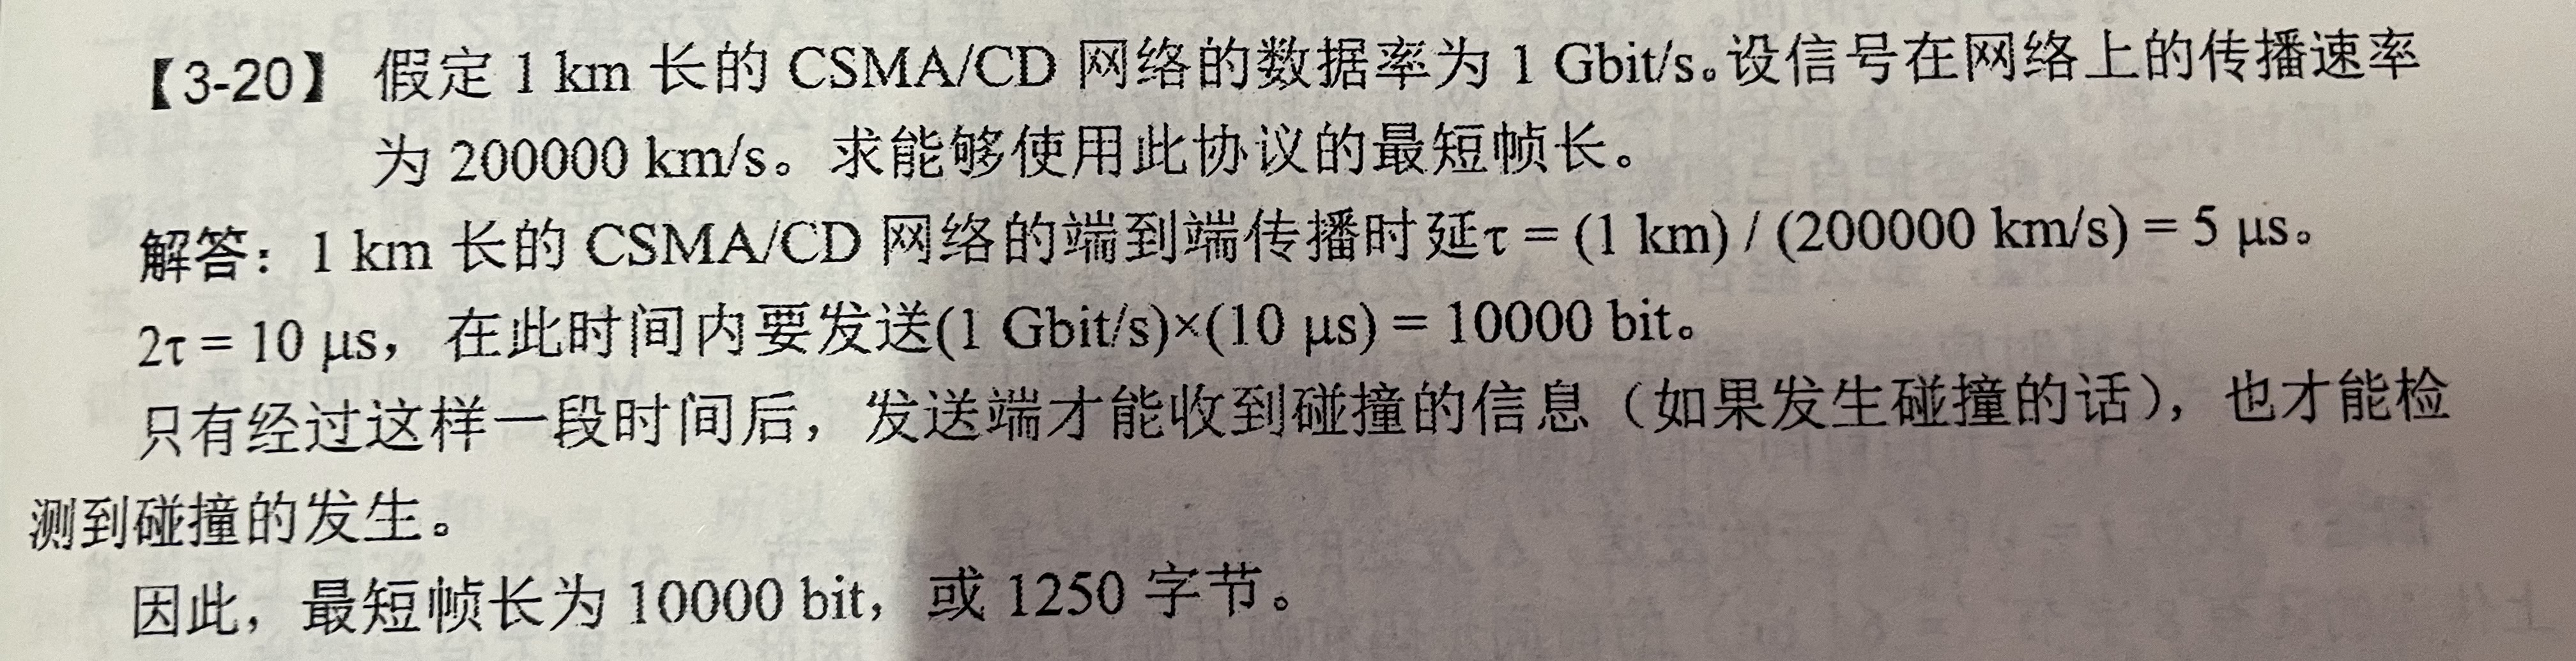 【3-20】 假定 1 km 长的 CSMA/CD 网络的数据率为 1 Gbit/s。设信号在网络上的传播速率
为 200000 km/s。求能够使用此协议的最短帧长。
解答：1 km 长的 CSMA/CD 网络的端到端传播时延τ = (1 km) / (200000 km/s) = 5 μs。
2τ = 10 μs，在此时间内要发送(1 Gbit/s)×(10 μs) = 10000 bit。
只有经过这样一段时间后，发送端才能收到碰撞的信息（如果发生碰撞的话），也才能检
测到碰撞的发生。
因此，最短帧长为 10000 bit，或 1250 字节。